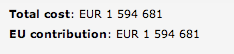 Total cost: EUR 1 594 681
EU contribution: EUR 1 594 681